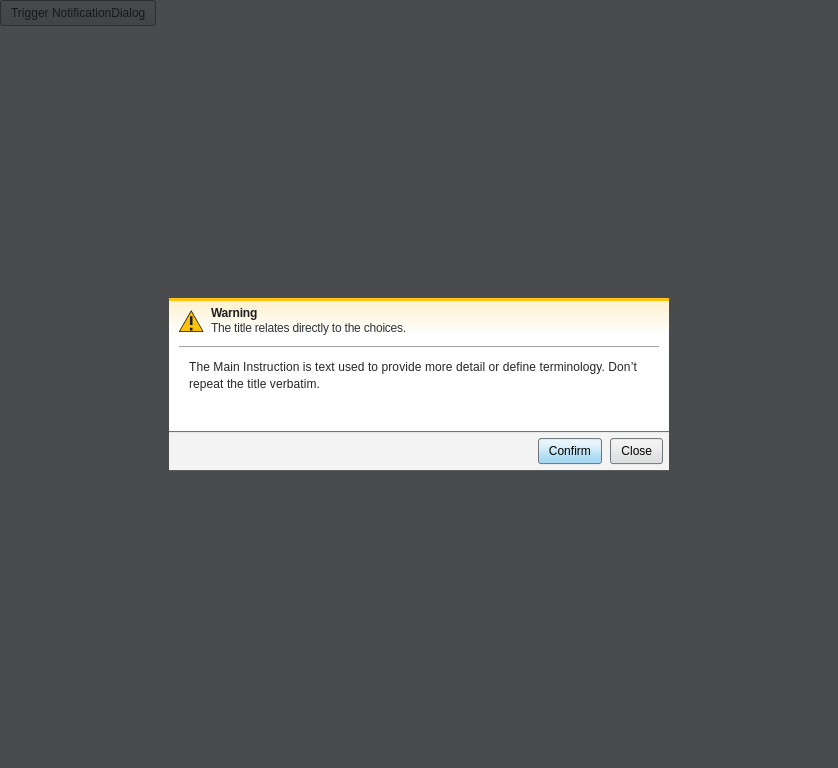 Trigger NotificationDialog
Warning
The title relates directly to the choices.
The Main Instruction is text used to provide more detail or define terminology. Don’t
repeat the title verbatim.
Confirm Close